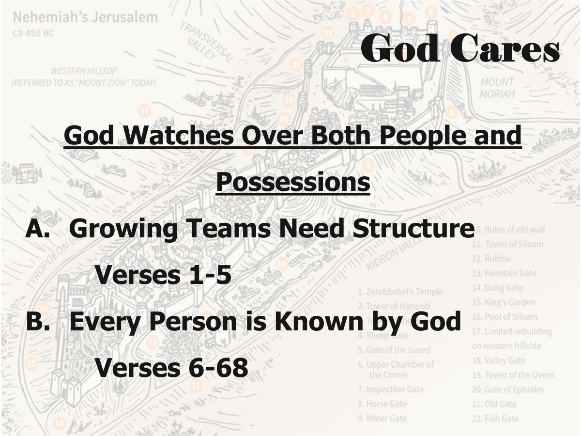 Nehemiah's Jerusalem
ca 450 BC
God Cares
TRANSVERSAL
VALLEY
WESTERN HILLTOP
(REFERRED TO AS "MOUNT ZION" TODAY)
MOUNT
MORIAH
God Watches Over Both People and
Possessions
A. Growing Teams Need Structure
Verses 1-5
B. Every Person is Known by God
Verses 6-68
KIDRON VALLEY
1. Zerubbabel's Temple
2. Tower of Hananel
4. Sheep Gate
5. Gate of the Guard
6. Upper Chamber of
the Corner
7. Inspection Gate
8. Horse Gate
9. Water Gate
10. Ruins of old wall
11. Tower of Siloam
12. Rubble
13. Fountain Gate
14. Dung Gate
15. King's Garden
16. Pool of Siloam
17. Limited rebuilding
on western hillside
18. Valley Gate
19. Tower of the Ovens
20. Gate of Ephraim
21. Old Gate
22. Fish Gate